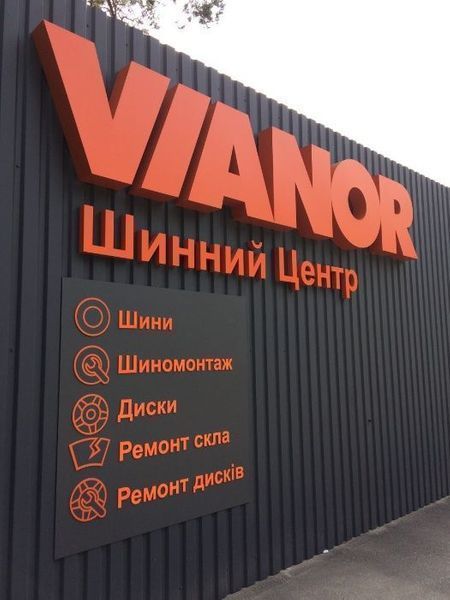 VIANOR
Шинний Центр
Шини
Шиномонтаж
Диски
Ремонт скла
Ремонт дисків